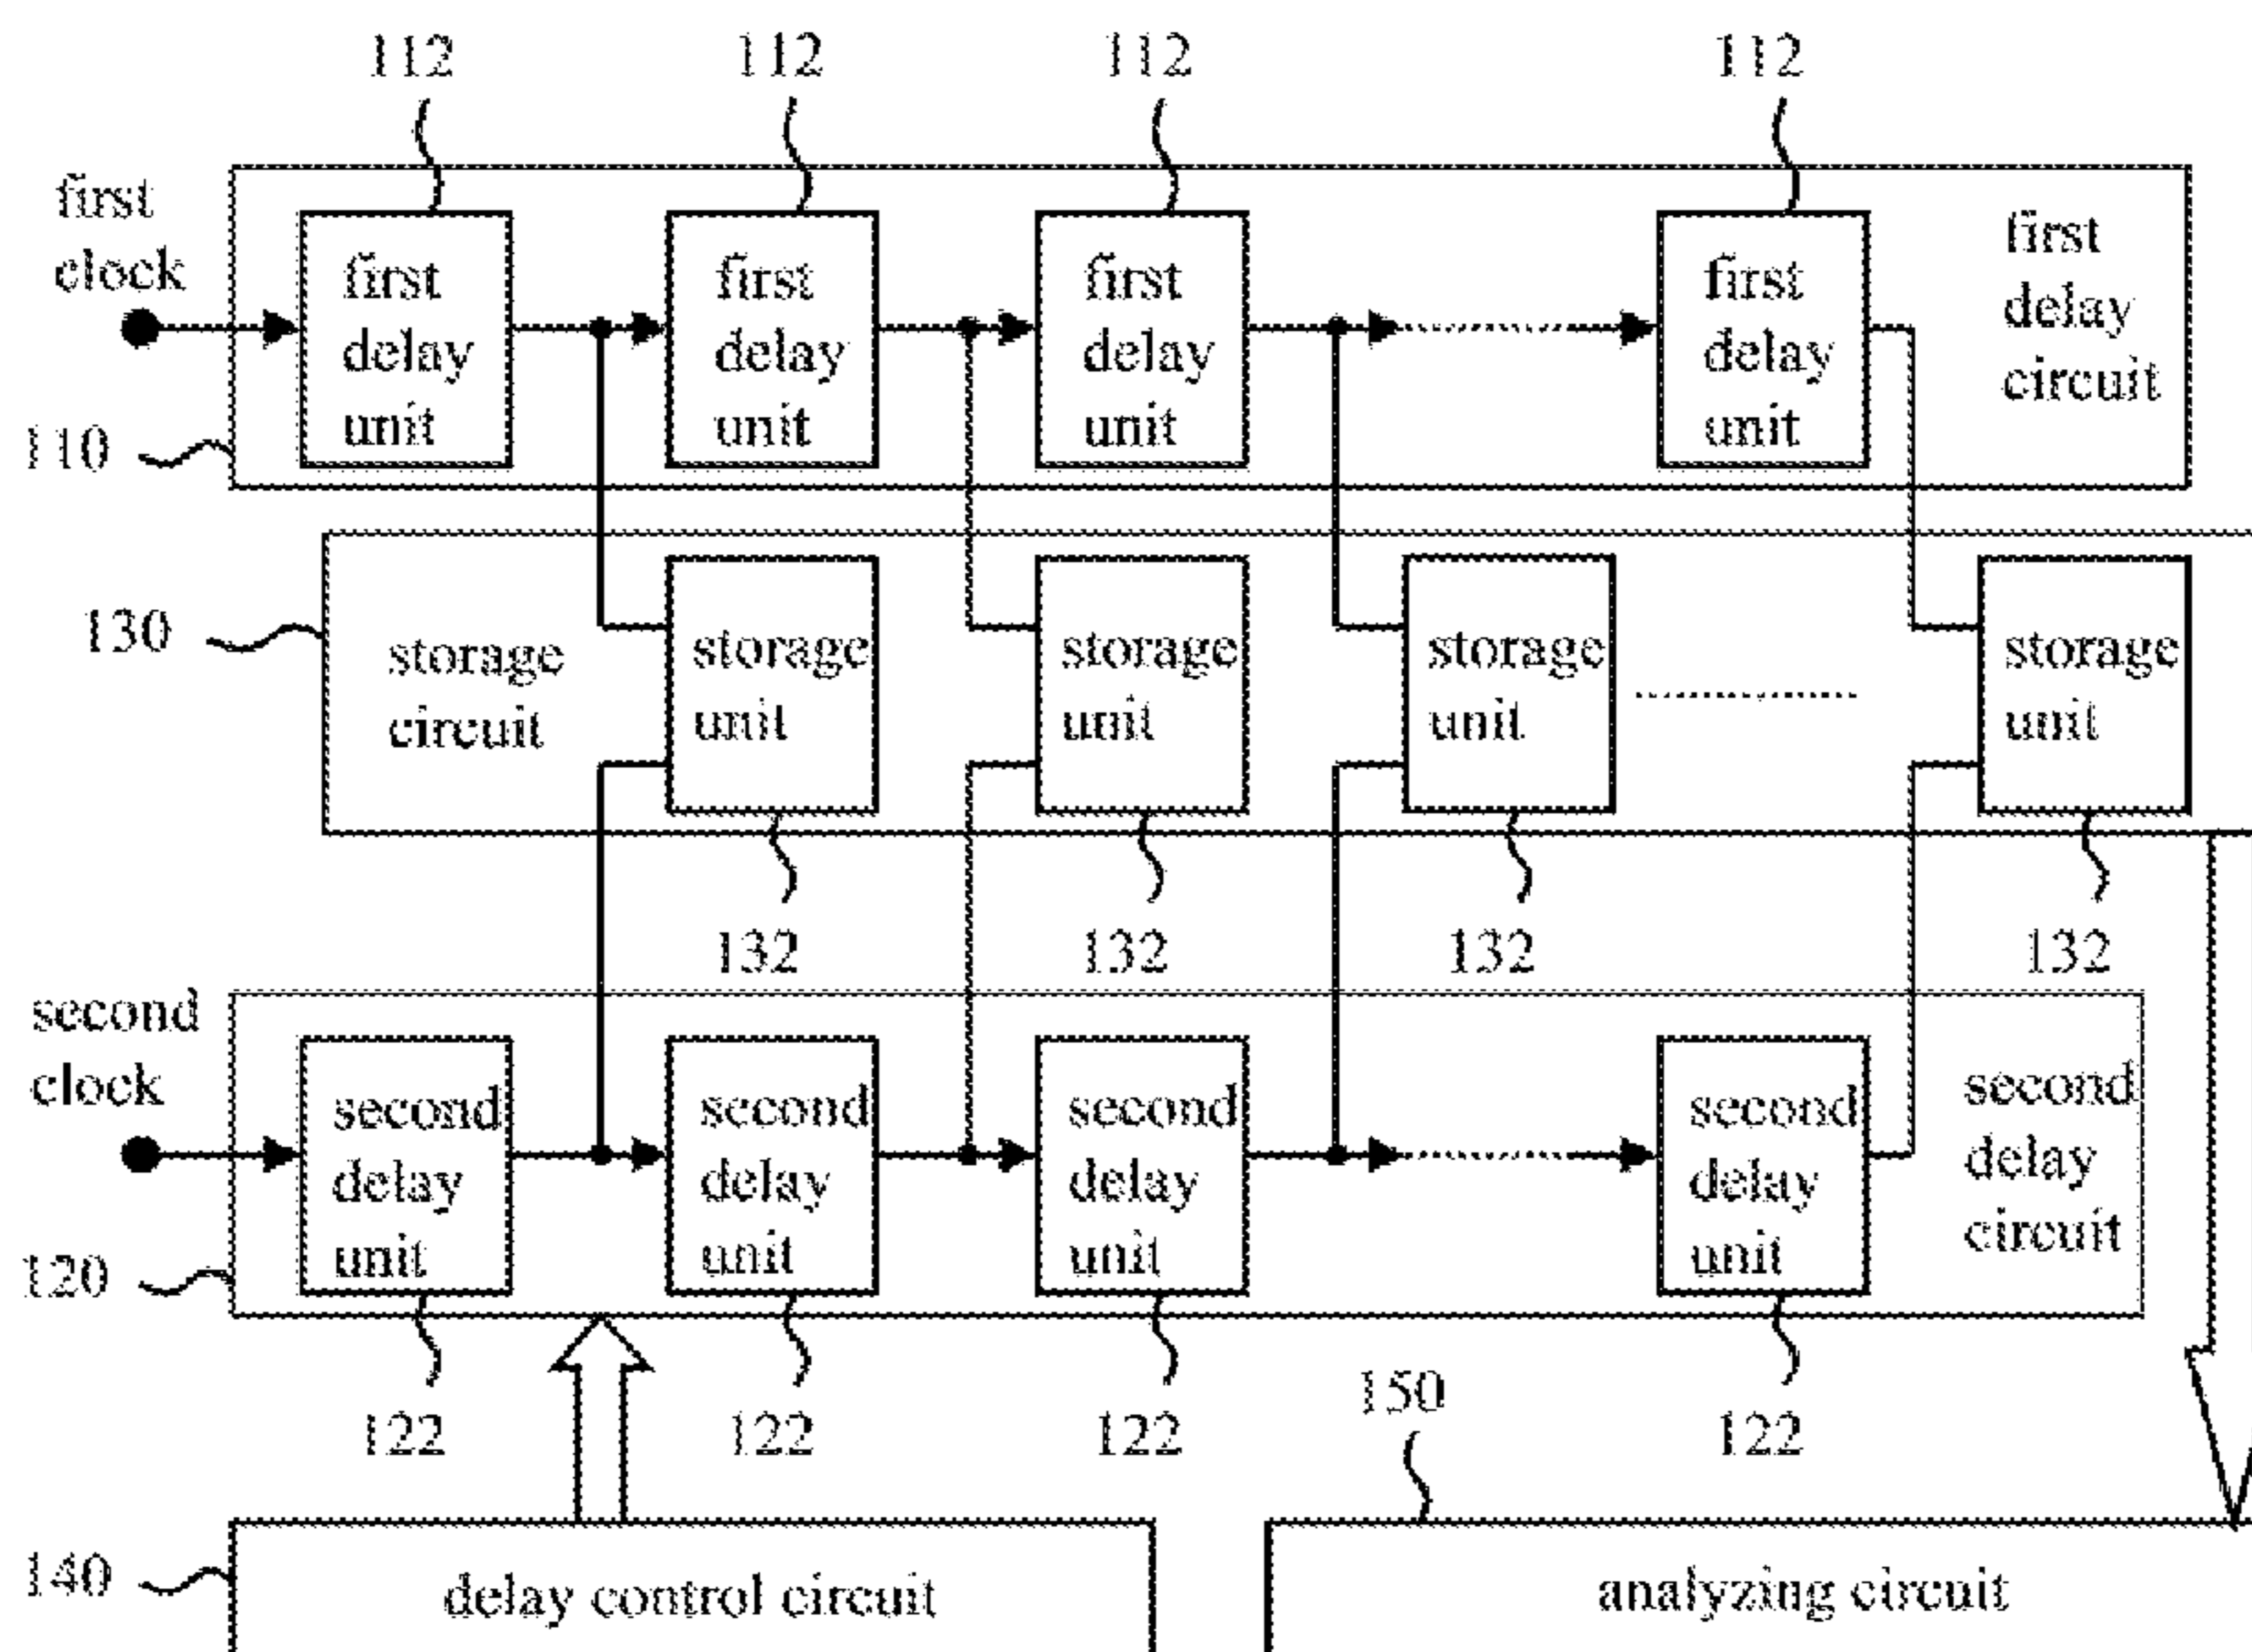 112 112 112 112
first
clock
first
delay
unit
first
delay
unit
first
delay
unit
first
delay
unit
first
delay
circuit
110
130
storage
circuit
storage
unit
storage
unit
storage
unit
storage
unit
132 132 132 132
second
clock
second
delay
unit
second
delay
unit
second
delay
unit
second
delay
unit
second
delay
circuit
120
122 122 122 122
150
140
delay control circuit
analyzing circuit